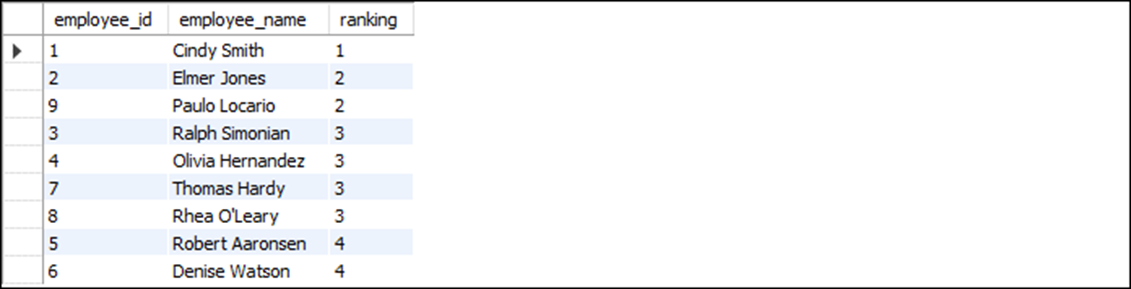 employee_id employee_name ranking
1 Cindy Smith 1
2 Elmer Jones 2
9 Paulo Locario 2
3 Ralph Simonian 3
4 Olivia Hernandez 3
7 Thomas Hardy 3
8 Rhea O'Leary 3
5 Robert Aaronsen 4
6 Denise Watson 4